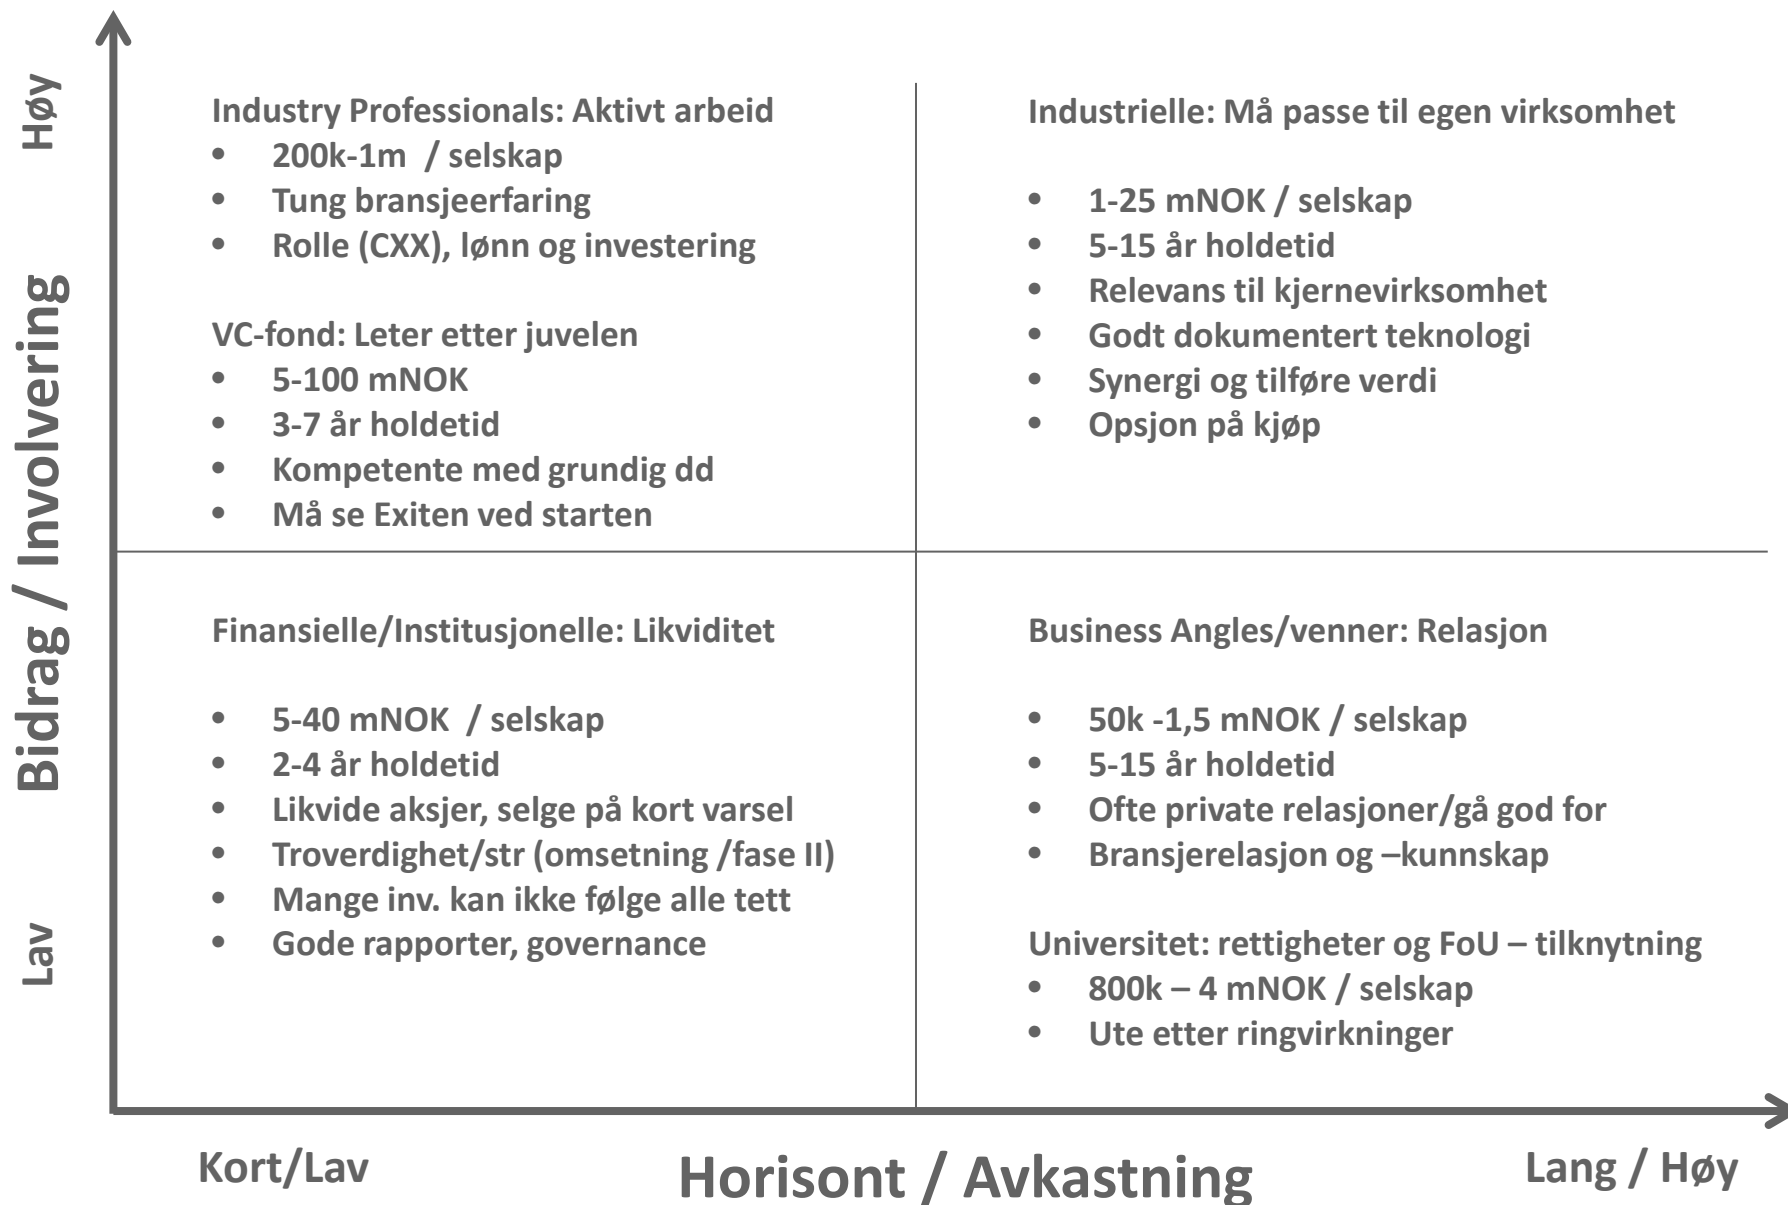 Bidrag / Involvering
Høy
Lav
Industry Professionals: Aktivt arbeid
• 200k-1m / selskap
• Tung bransjeerfaring
• Rolle (CXX), lønn og investering
VC-fond: Leter etter juvelen
• 5-100 mNOK
• 3-7 år holdetid
• Kompetente med grundig dd
• Må se Exiten ved starten
Industrielle: Må passe til egen virksomhet
• 1-25 mNOK / selskap
• 5-15 år holdetid
• Relevans til kjernevirksomhet
• Godt dokumentert teknologi
• Synergi og tilføre verdi
• Opsjon på kjøp
Finansielle/Institusjonelle: Likviditet
• 5-40 mNOK / selskap
• 2-4 år holdetid
• Likvide aksjer, selge på kort varsel
• Troverdighet/str (omsetning /fase II)
• Mange inv. kan ikke følge alle tett
• Gode rapporter, governance
Business Angles/venner: Relasjon
• 50k -1,5 mNOK / selskap
• 5-15 år holdetid
• Ofte private relasjoner/gå god for
• Bransjerelasjon og –kunnskap
Universitet: rettigheter og FoU – tilknytning
• 800k – 4 mNOK / selskap
• Ute etter ringvirkninger
Kort/Lav
Horisont / Avkastning
Lang / Høy